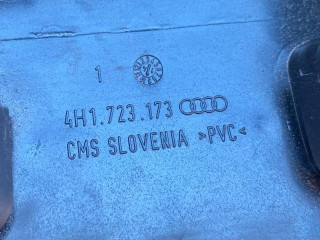 1
4H1.723.173
CMS SLOVENIA >PVC<